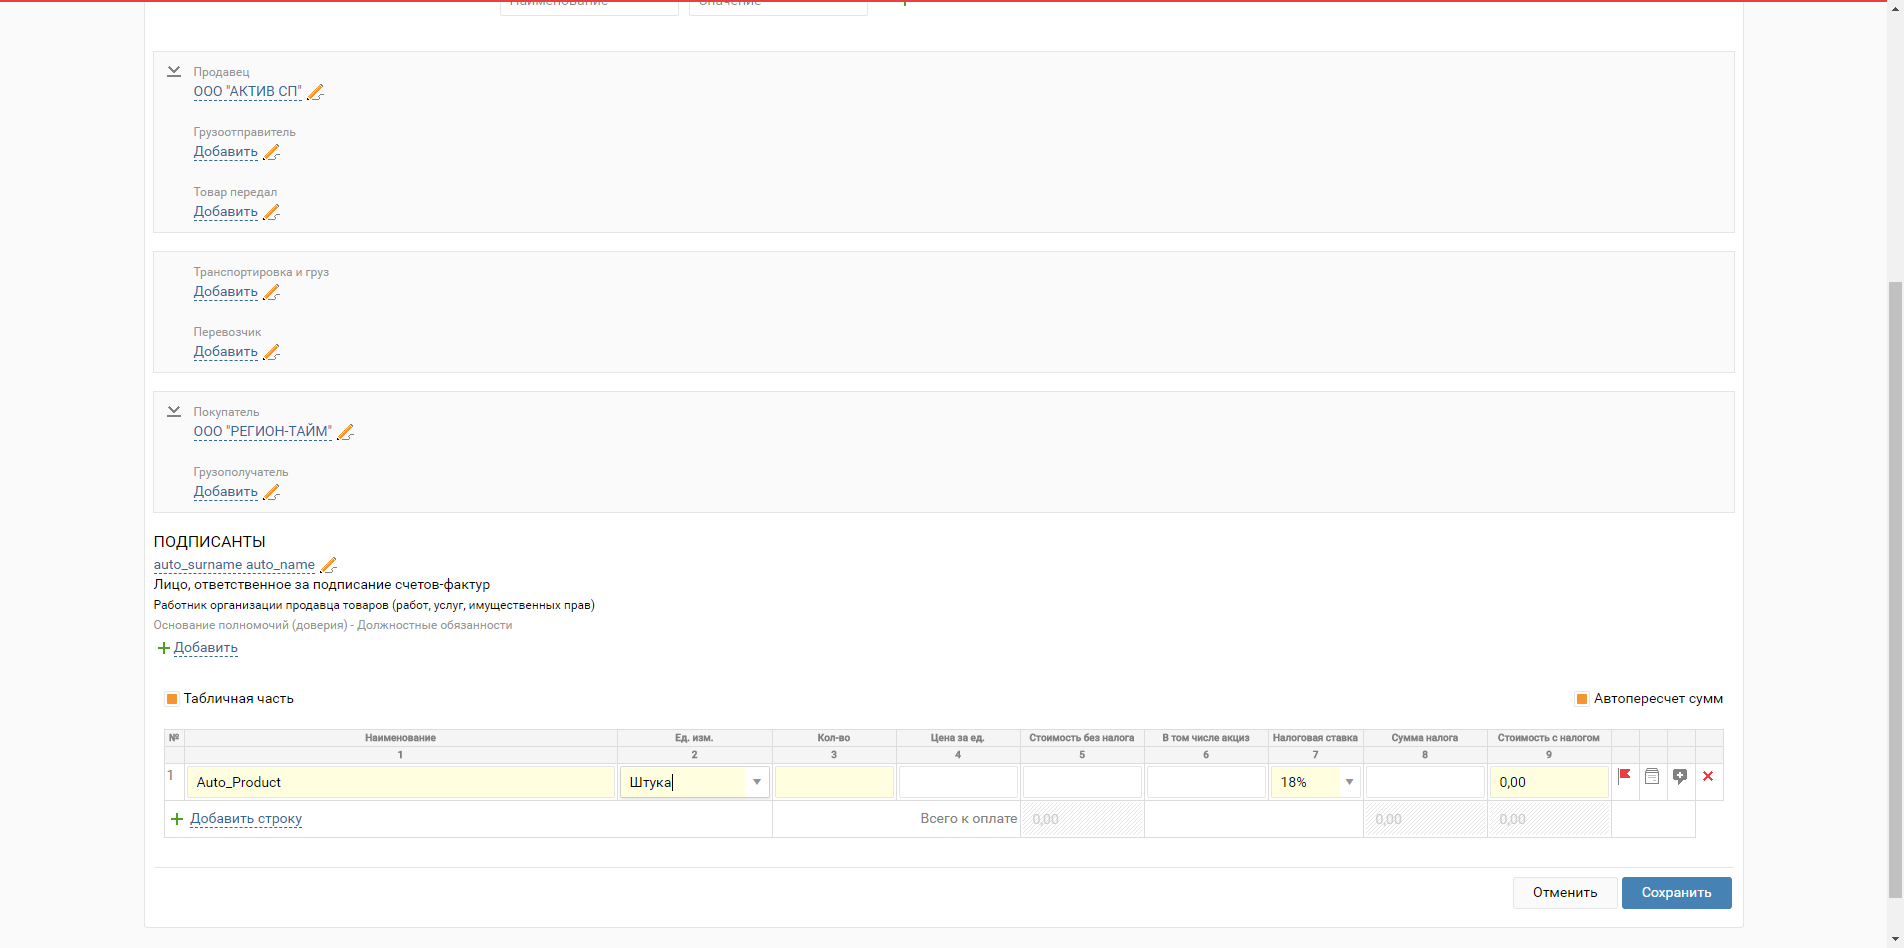 Наименование Значение
Продавец
ООО "АКТИВ СП"
Грузоотправитель
Добавить
Товар передал
Добавить
Транспортировка и груз
Добавить
Перевозчик
Добавить
Покупатель
ООО "РЕГИОН-ТАЙМ"
Грузополучатель
Добавить
ПОДПИСАНТЫ
auto_surname auto_name
Лицо, ответственное за подписание счетов-фактур
Работник организации продавца товаров (работ, услуг, имущественных прав)
Основание полномочий (доверия) - Должностные обязанности
Добавить
Табличная часть Автопересчет сумм
№ Наименование Ед. изм. Кол-во Цена за ед. Стоимость без налога В том числе акциз Налоговая ставка Сумма налога Стоимость с налогом
1 2 3 4 5 6 7 8 9
1 Auto_Product Штука 18% 0,00
Добавить строку Всего к оплате 0,00 0,00 0,00
Отменить Сохранить